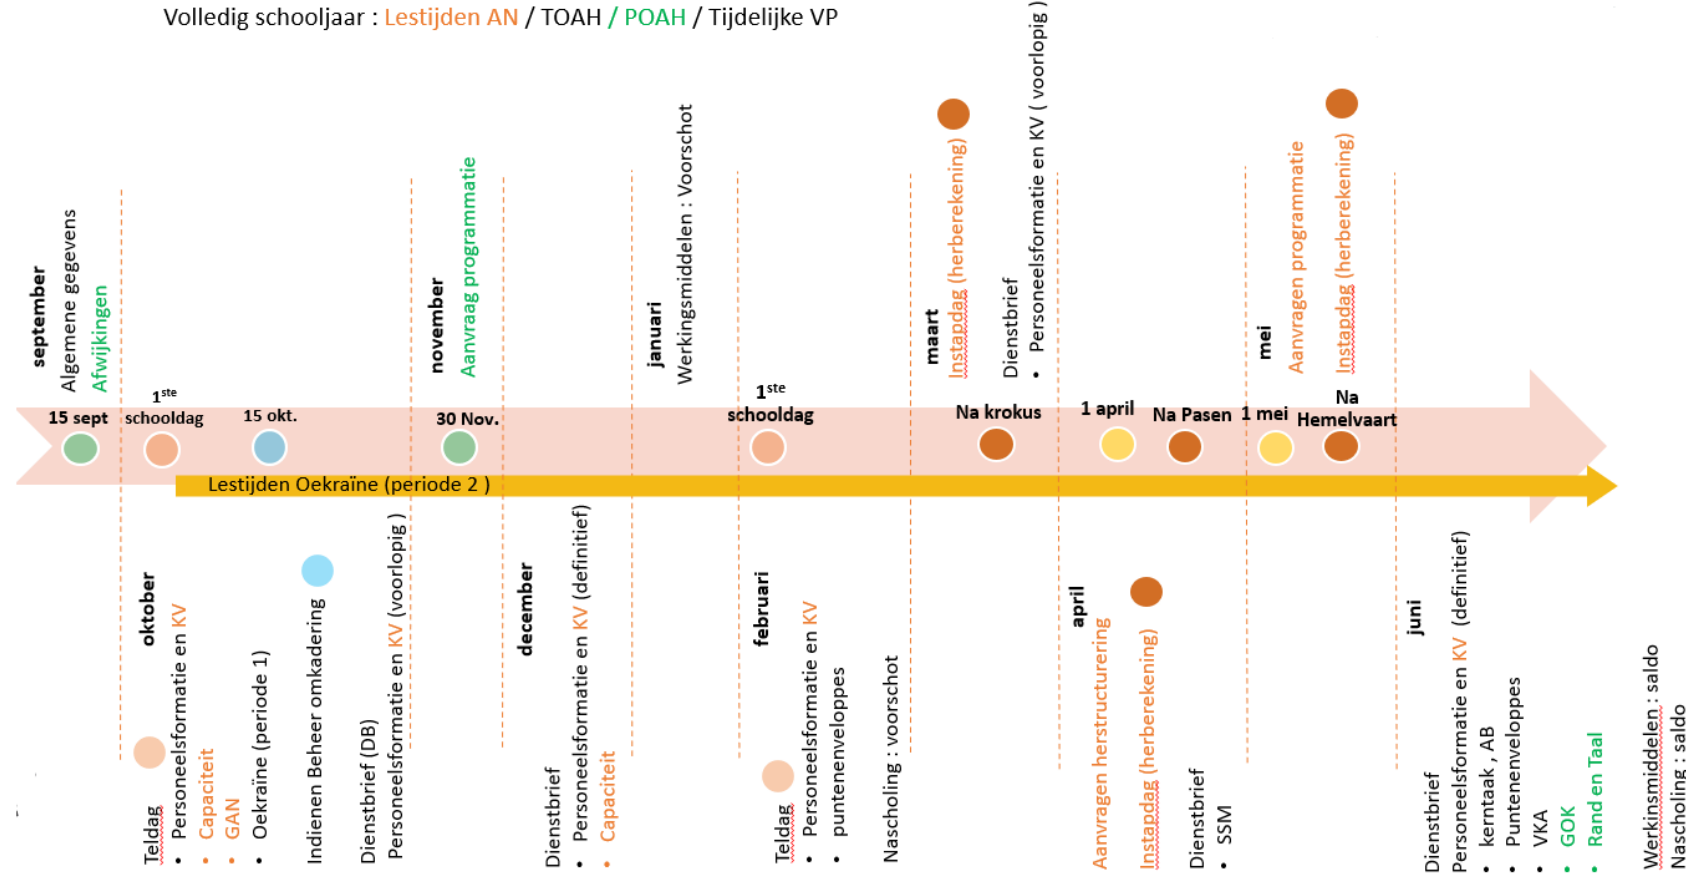 Volledig schooljaar : Lestijden AN / TOAH / POAH / Tijdelijke VP
september
Algemene gegevens
Afwijkingen
november
Aanvraag programmatie
januari
Werkingsmiddelen : Voorschot
maart
Instapdag (herberekening)
Dienstbrief
• Personeelsformatie en KV ( voorlopig )
mei
Aanvragen programmatie
Instapdag (herberekening)
15 sept
1ste
schooldag
15 okt.
30 Nov.
1ste
schooldag
Na krokus
1 april
Na Pasen
1 mei
Na
Hemelvaart
Lestijden Oekraïne (periode 2 )
oktober
Teldag
• Personeelsformatie en KV
• Capaciteit
• GAN
• Oekraïne (periode 1)
Indienen Beheer omkadering
Dienstbrief (DB)
Personeelsformatie en KV (voorlopig )
december
Dienstbrief
• Personeelsformatie en KV (definitief)
• Capaciteit
februari
Teldag
• Personeelsformatie en KV
• puntenenveloppes
Nascholing : voorschot
april
Aanvragen herstructurering
Instapdag (herberekening)
Dienstbrief
• SSM
juni
Dienstbrief
Personeelsformatie en KV (definitief)
• kerntaak , AB
• Puntenenveloppes
• VKA
• GOK
• Rand en Taal
Werkinsmiddelen : saldo
Nascholing : saldo